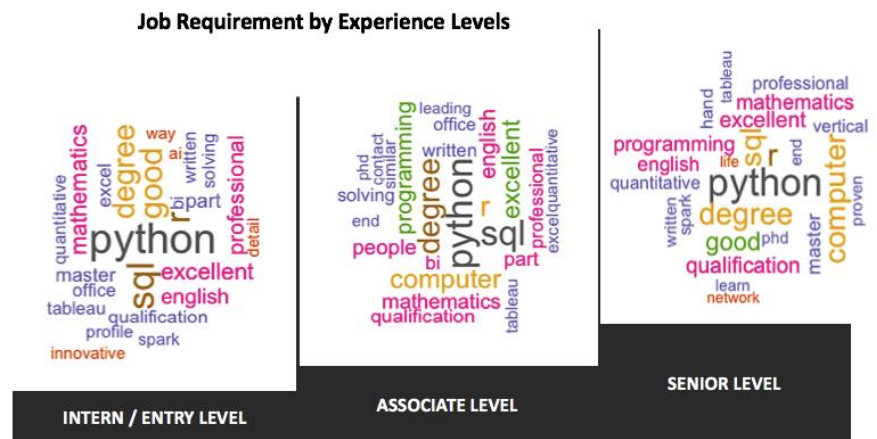 Job Requirement by Experience Levels
mathematics
quantitative
excel
degree
good
way
ai
written
solving
professional
bi
part
r
python
detail
master
office
sql
excellent
english
tableau
qualification
profile
spark
innovative
INTERN / ENTRY LEVEL
leading
office
programming
english
excellent
phd
contact
similar
written
solving
degree
python
r
professional
excel
quantitative
end
people
sql
bi
part
computer
mathematics
qualification
tableau
ASSOCIATE LEVEL
tableau
professional
hand
mathematics
excellent
vertical
programming
sql
r
end
computer
english
life
quantitative
python
proven
written
spark
degree
good
phd
master
qualification
learn
network
SENIOR LEVEL